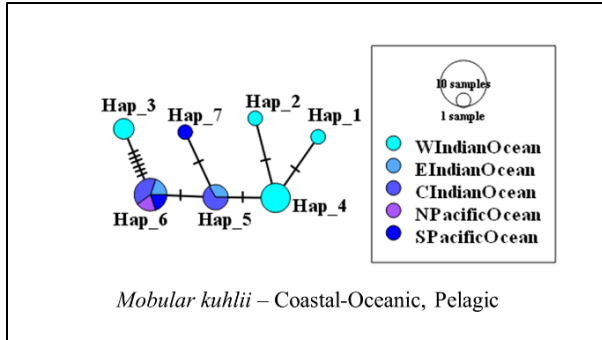 Hap_3
Hap_7
Hap_2
Hap_1
Hap_6
Hap_5
Hap_4
10 samples
1 sample
WIndianOcean
EIndianOcean
CIndianOcean
NPacificOcean
SPacificOcean
Mobular kuhlii – Coastal-Oceanic, Pelagic